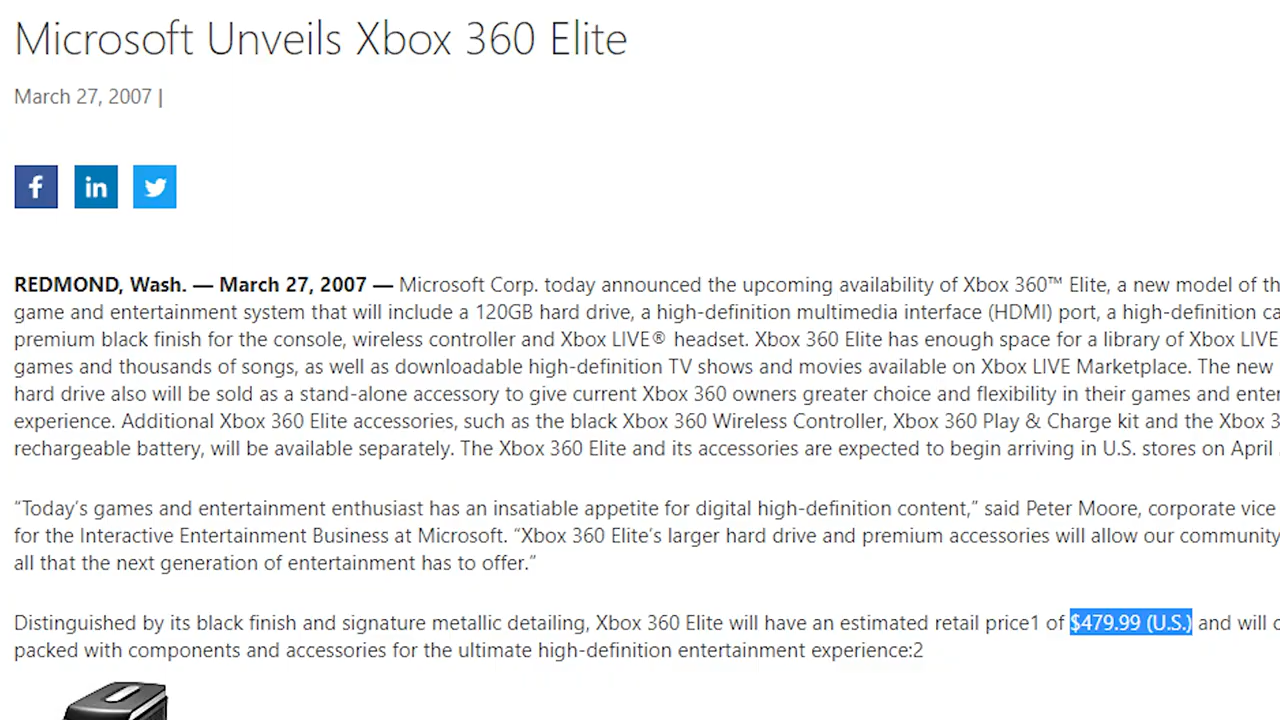 Microsoft Unveils Xbox 360 Elite
March 27, 2007 |
f in
REDMOND, Wash. — March 27, 2007 — Microsoft Corp. today announced the upcoming availability of Xbox 360™ Elite, a new model of th
game and entertainment system that will include a 120GB hard drive, a high-definition multimedia interface (HDMI) port, a high-definition ca
premium black finish for the console, wireless controller and Xbox LIVE® headset. Xbox 360 Elite has enough space for a library of Xbox LIVE
games and thousands of songs, as well as downloadable high-definition TV shows and movies available on Xbox LIVE Marketplace. The new
hard drive also will be sold as a stand-alone accessory to give current Xbox 360 owners greater choice and flexibility in their games and enter
experience. Additional Xbox 360 Elite accessories, such as the black Xbox 360 Wireless Controller, Xbox 360 Play & Charge kit and the Xbox 3
rechargeable battery, will be available separately. The Xbox 360 Elite and its accessories are expected to begin arriving in U.S. stores on April
“Today’s games and entertainment enthusiast has an insatiable appetite for digital high-definition content,” said Peter Moore, corporate vice
for the Interactive Entertainment Business at Microsoft. “Xbox 360 Elite’s larger hard drive and premium accessories will allow our community
all that the next generation of entertainment has to offer.”
Distinguished by its black finish and signature metallic detailing, Xbox 360 Elite will have an estimated retail price1 of $479.99 (U.S.) and will c
packed with components and accessories for the ultimate high-definition entertainment experience:2